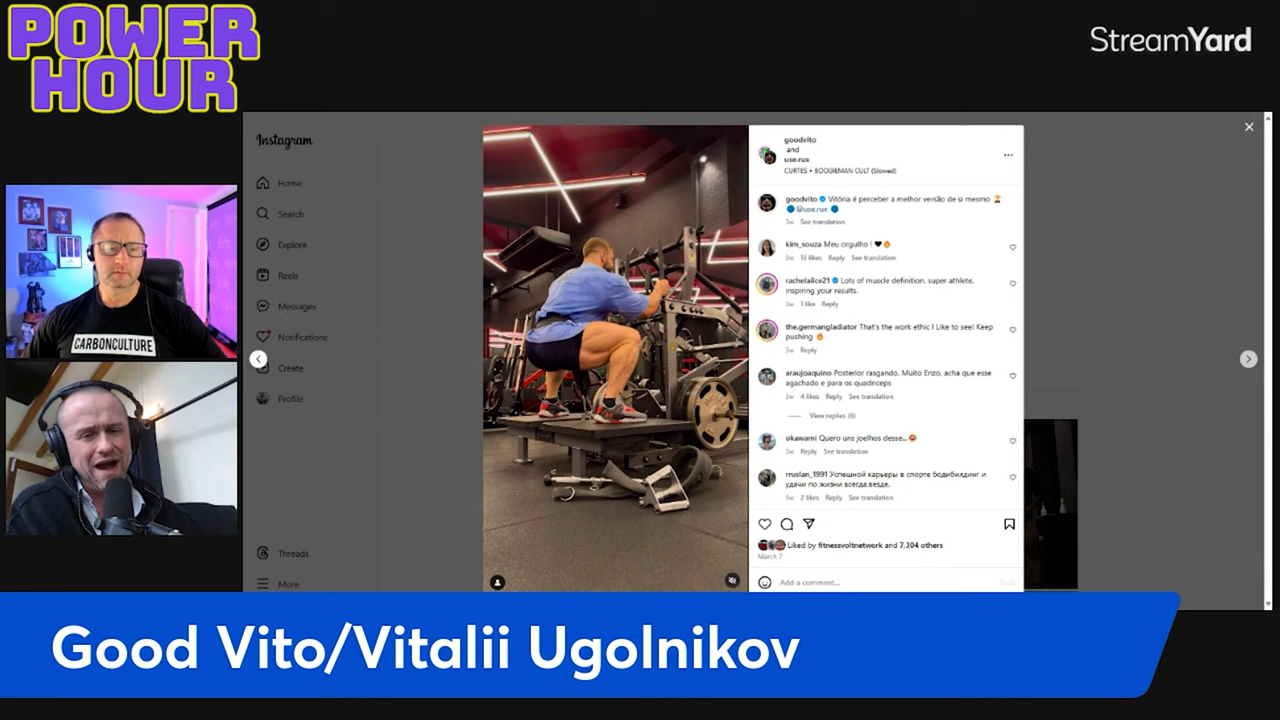 POWER
HOUR
StreamYard
Instagram
Home
Search
Explore
Reels
Messages
Notifications
Create
Profile
Threads
More
CARBONCULTURE
goodvito
and
use.rux
CURTES • BOOGIEMAN CULT (Slowed)
goodvito Vitória é perceber a melhor versão de si mesmo
@use.rux
3w See translation
kim_souza Meu orgulho !
3w 13 likes Reply See translation
rachelalice21 Lots of muscle definition, super athlete,
inspiring your results.
3w 1 like Reply
the.germangladiator That's the work ethic I Like to see! Keep
pushing
3w Reply
araujoaquino Posterior rasgando. Muito Enzo, acha que esse
agachado e para os quadriceps
3w 4 likes Reply See translation
View replies (6)
okawami Quero uns joelhos desse...
3w Reply See translation
rruslan_1991 Успешной карьеры в спорте бодибилдинг и
удачи по жизни всегда.везде.
3w 2 likes Reply See translation
Liked by fitnessvoltnetwork and 7,304 others
March 7
Add a comment...
Post
Good Vito/Vitalii Ugolnikov